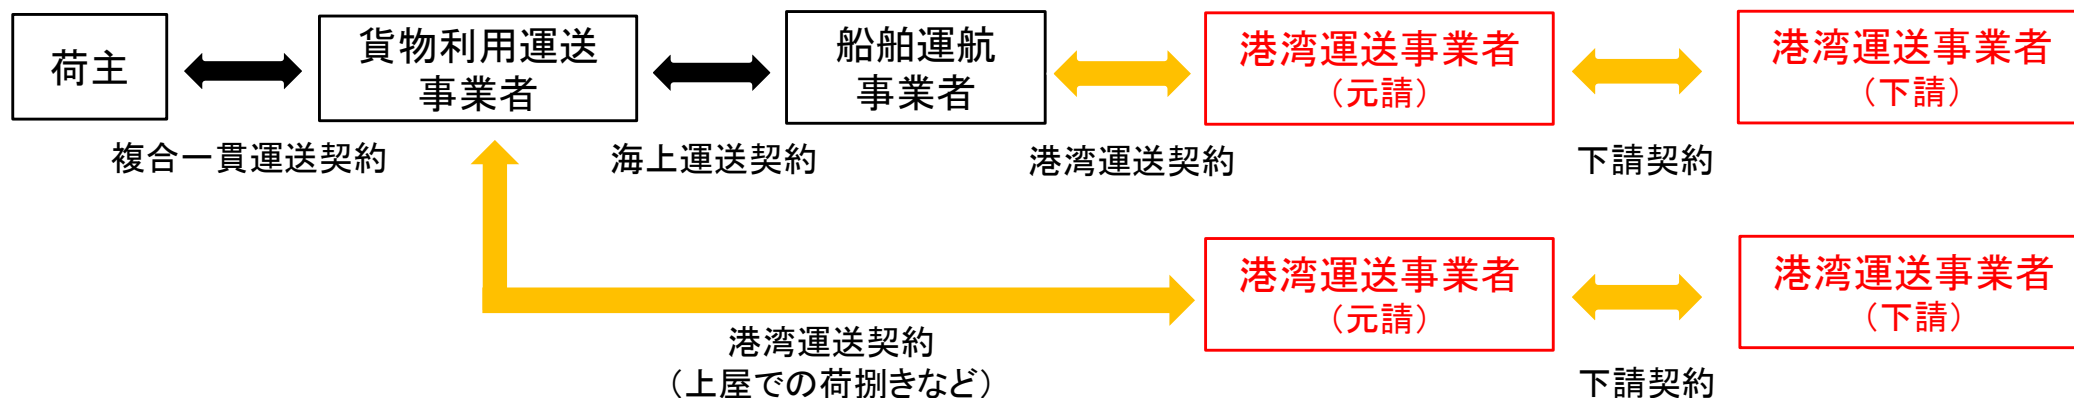 荷主
貨物利用運送
事業者
船舶運航
事業者
港湾運送事業者
（元請）
港湾運送事業者
（下請）
複合一貫運送契約
海上運送契約
港湾運送契約
下請契約
港湾運送事業者
（元請）
港湾運送事業者
（下請）
港湾運送契約
（上屋での荷捌きなど）
下請契約